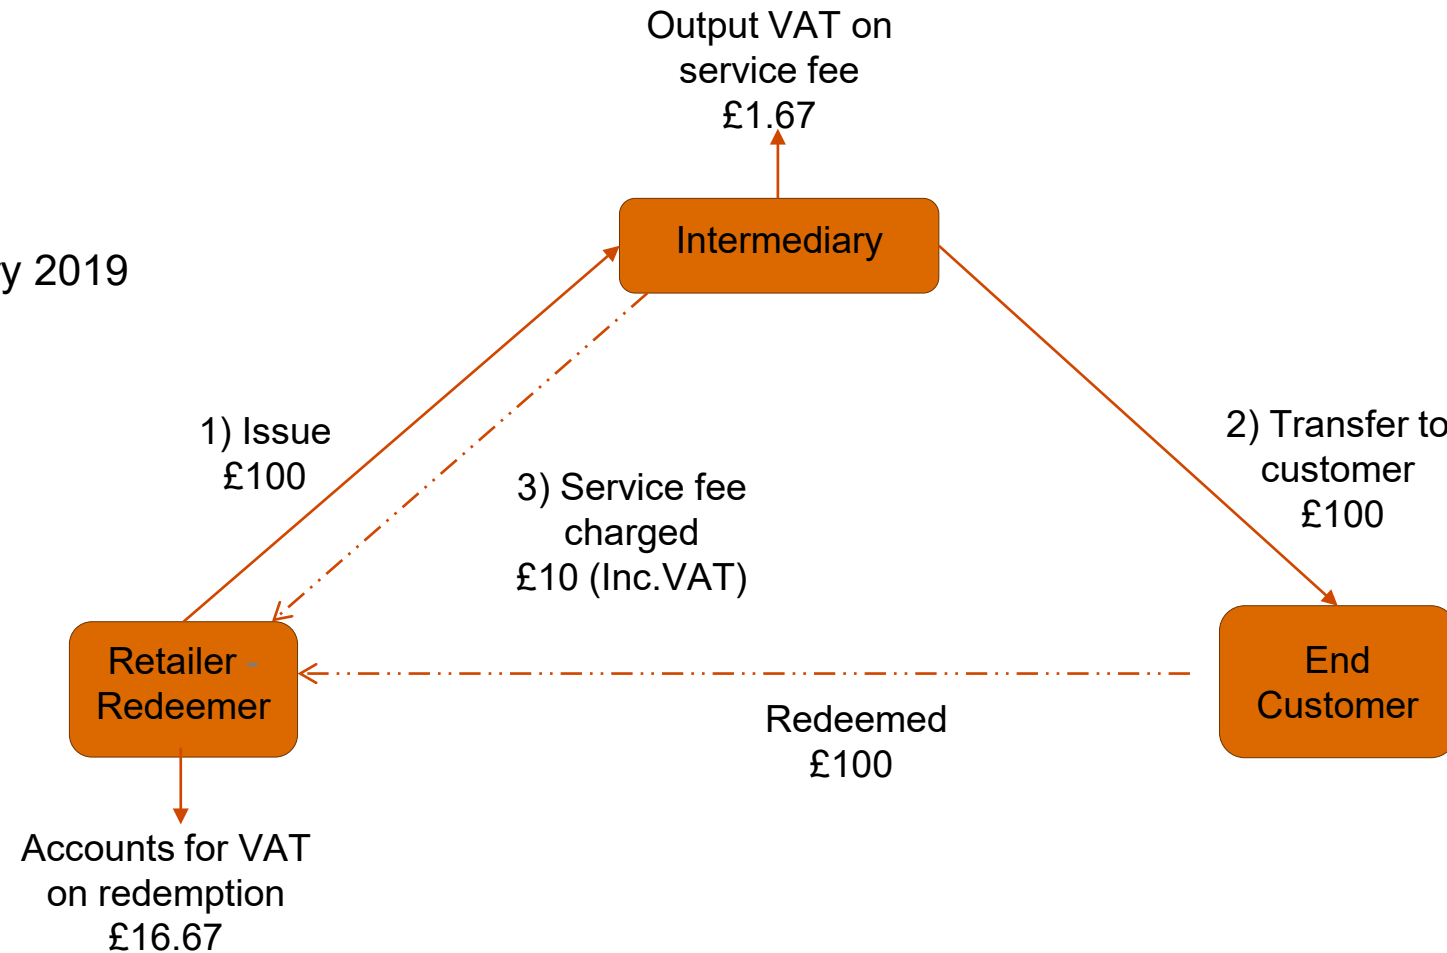 Output VAT on
service fee
£1.67
Intermediary
2019
1) Issue
£100
2) Transfer to
customer
£100
3) Service fee
charged
£10 (Inc.VAT)
Retailer -
Redeemer
End
Customer
Redeemed
£100
Accounts for VAT
on redemption
£16.67